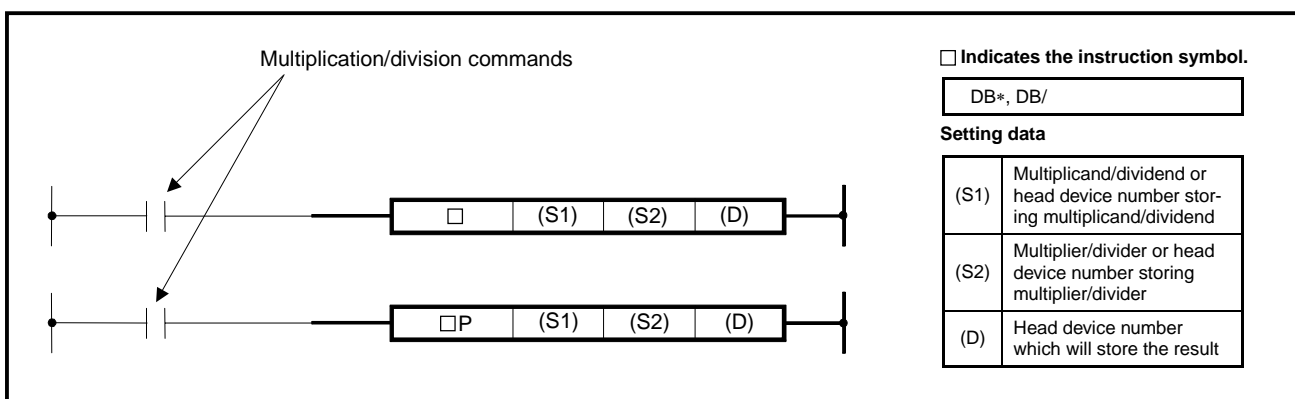 Multiplication/division commands
□ (S1) (S2) (D)
□P (S1) (S2) (D)
□ Indicates the instruction symbol.
DB*, DB/
Setting data
(S1) Multiplicand/dividend or
head device number stor-
ing multiplicand/dividend
(S2) Multiplier/divider or head
device number storing
multiplier/divider
(D) Head device number
which will store the result